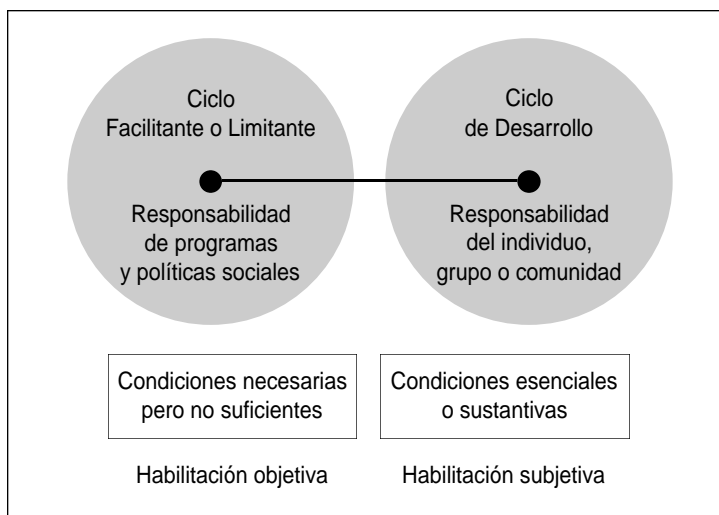 Ciclo
Facilitante o Limitante
Responsabilidad
de programas
y políticas sociales
Ciclo
de Desarrollo
Responsabilidad
del individuo,
grupo o comunidad
Condiciones necesarias
pero no suficientes
Condiciones esenciales
o sustantivas
Habilitación objetiva
Habilitación subjetiva